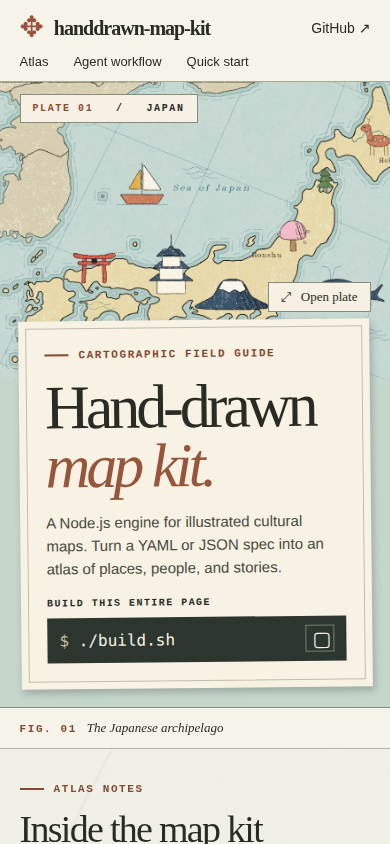 handdrawn-map-kit
GitHub ↗
Atlas Agent workflow Quick start
PLATE 01 / JAPAN
Sea of Japan
Honshu
Open plate
CARTOGRAPHIC FIELD GUIDE
Hand-drawn
map kit.
A Node.js engine for illustrated cultural
maps. Turn a YAML or JSON spec into an
atlas of places, people, and stories.
BUILD THIS ENTIRE PAGE
$ ./build.sh
FIG. 01 The Japanese archipelago
ATLAS NOTES
Inside the map kit